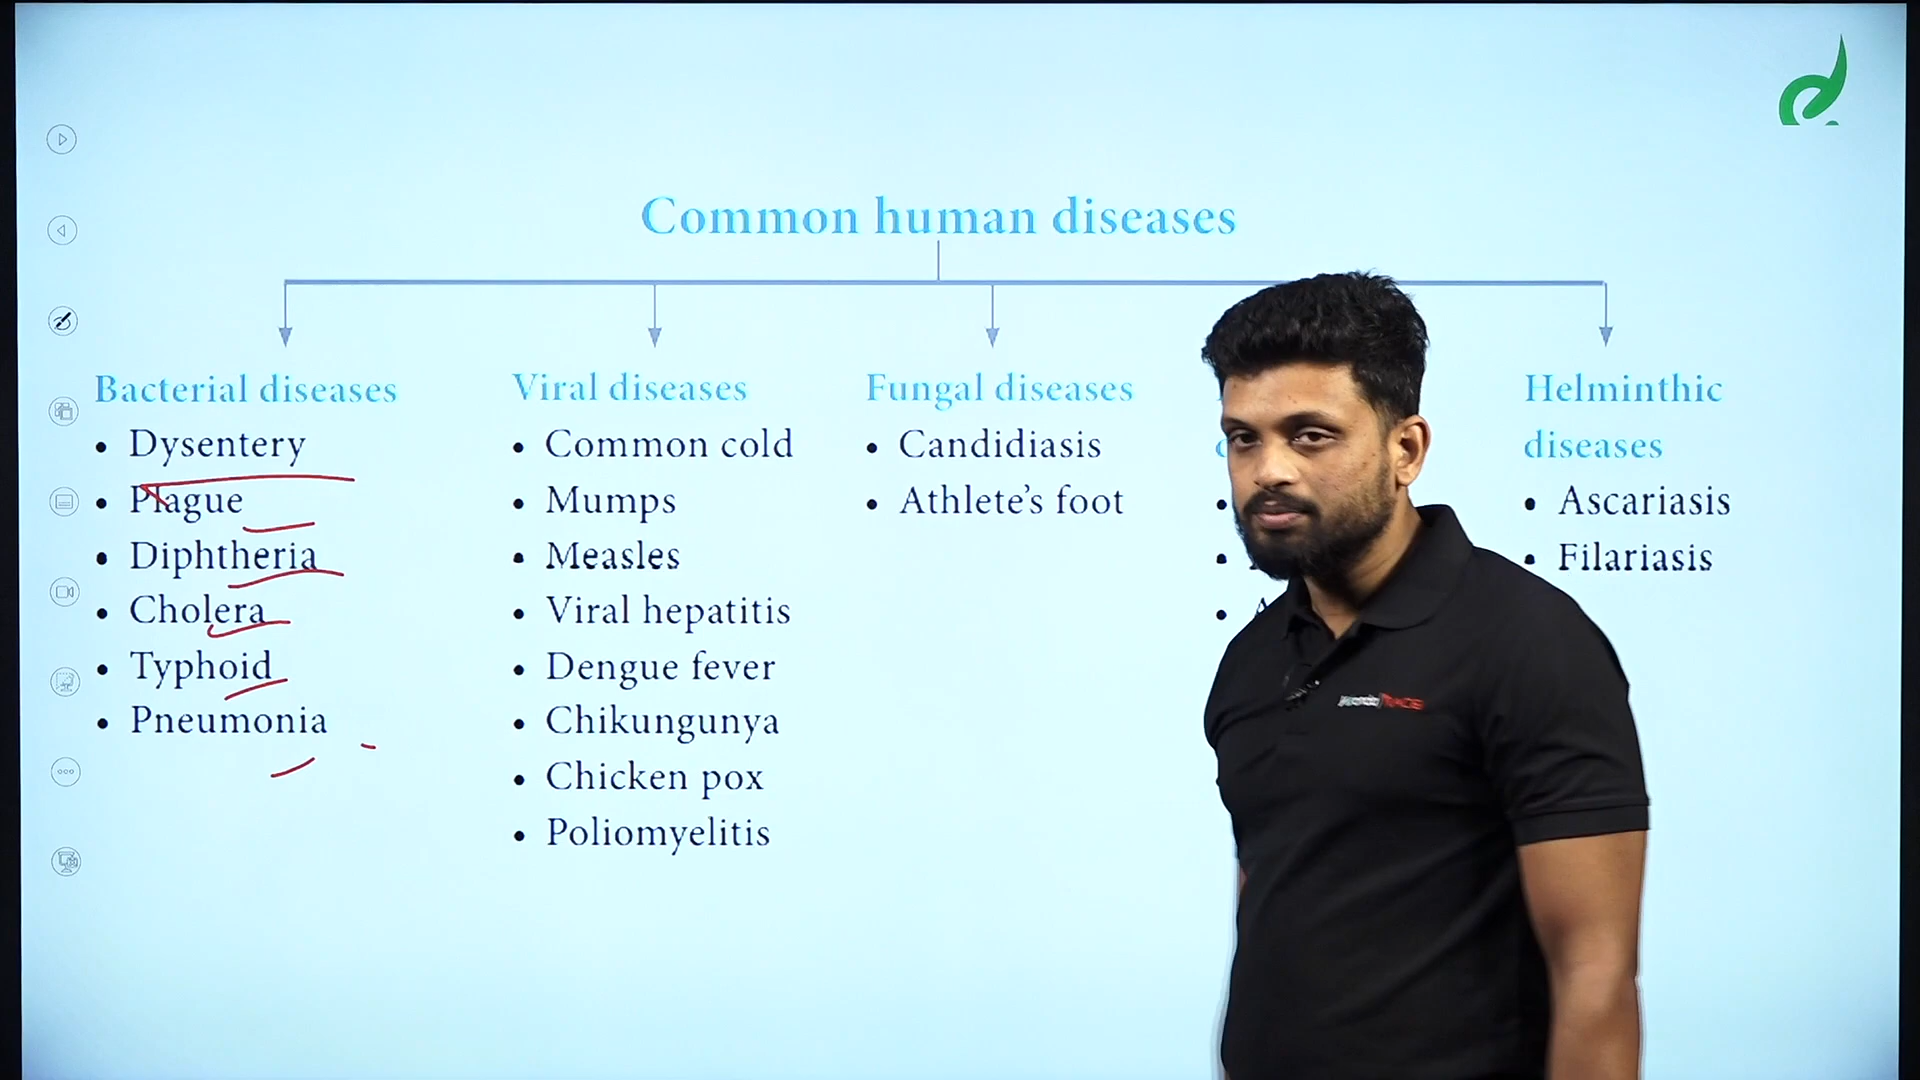 Common human diseases
Bacterial diseases
• Dysentery
• Plague
• Diphtheria
• Cholera
• Typhoid
• Pneumonia
Viral diseases
• Common cold
• Mumps
• Measles
• Viral hepatitis
• Dengue fever
• Chikungunya
• Chicken pox
• Poliomyelitis
Fungal diseases
• Candidiasis
• Athlete’s foot
Helminthic
diseases
• Ascariasis
• Filariasis